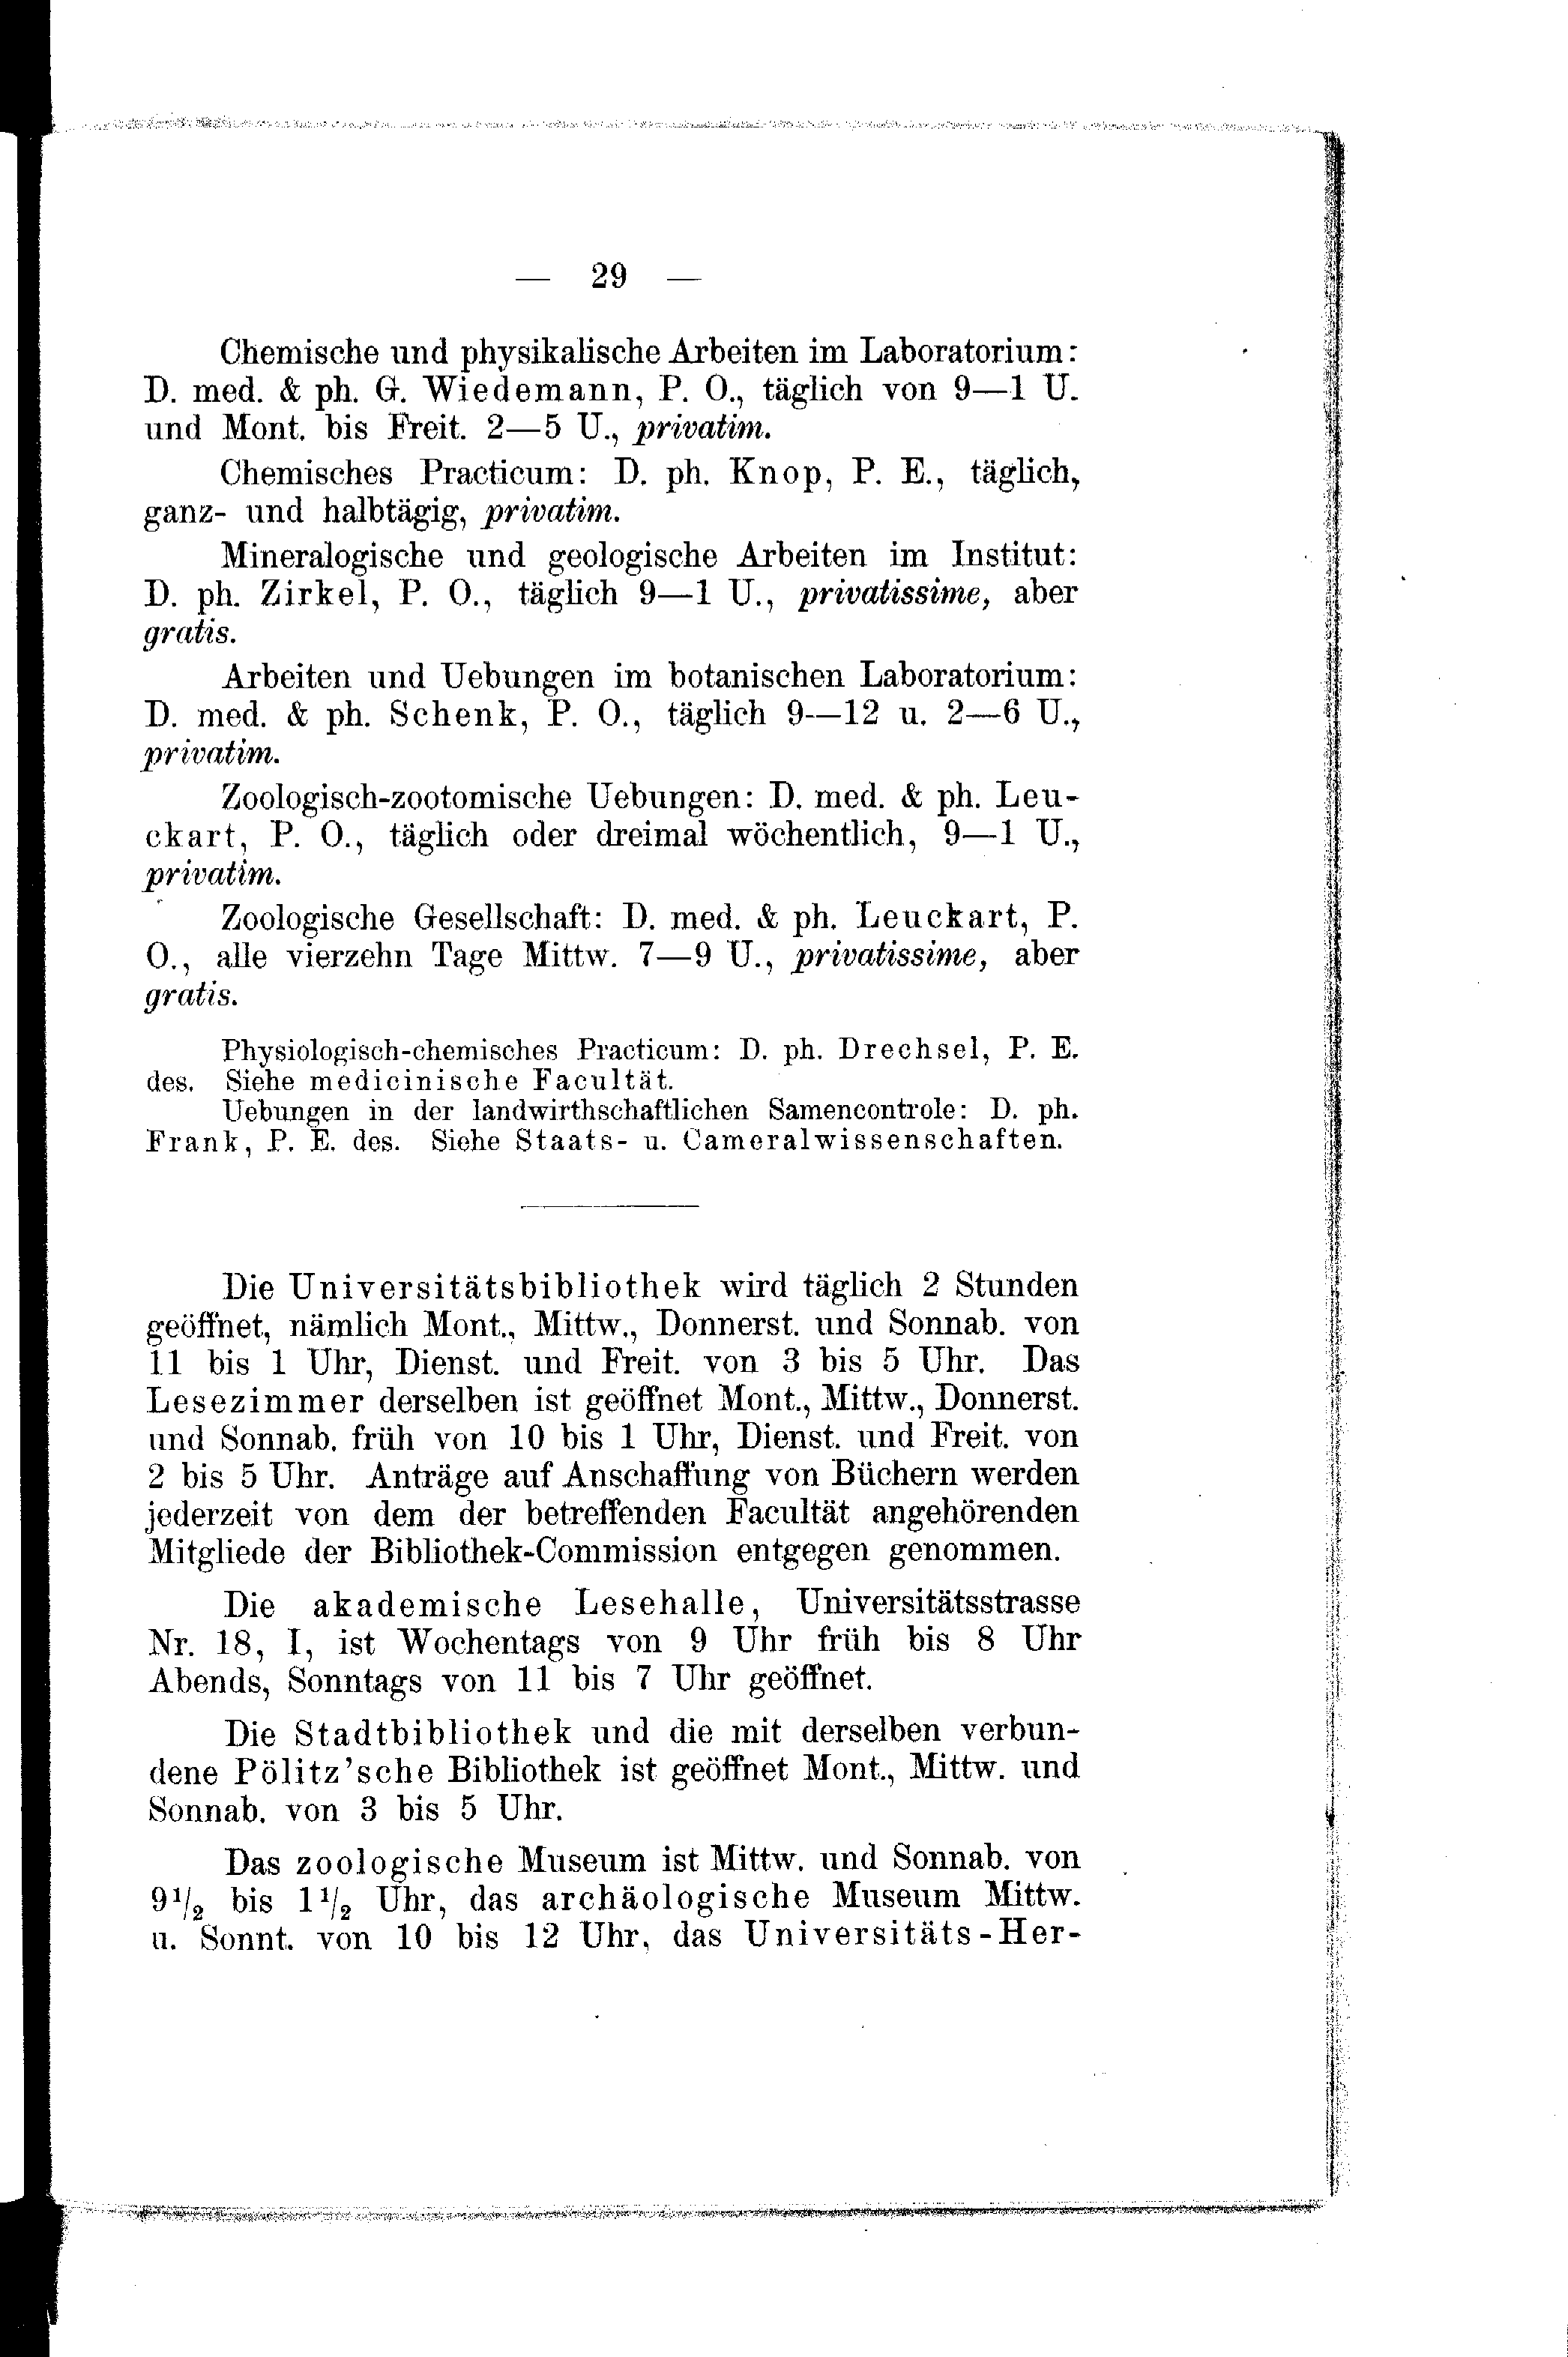 — 29 —
Chemische und physikalische Arbeiten im Laboratorium:
D. med. & ph. G. Wiedemann, P. O., täglich von 9—1 U.
und Mont. bis Freit. 2—5 U., privatim.
Chemisches Practicum: D. ph. Knop, P. E., täglich,
ganz- und halbtägig, privatim.
Mineralogische und geologische Arbeiten im Institut:
D. ph. Zirkel, P. O., täglich 9—1 U., privatissime, aber
gratis.
Arbeiten und Uebungen im botanischen Laboratorium:
D. med. & ph. Schenk, P. O., täglich 9—12 u. 2—6 U.,
privatim.
Zoologisch-zootomische Uebungen: D. med. & ph. Leu-
ckart, P. O., täglich oder dreimal wöchentlich, 9—1 U.,
privatim.
Zoologische Gesellschaft: D. med. & ph. Leuckart, P.
O., alle vierzehn Tage Mittw. 7—9 U., privatissime, aber
gratis.
Physiologisch-chemisches Practicum: D. ph. Drechsel, P. E.
des. Siehe medicinische Facultät.
Uebungen in der landwirthschaftlichen Samencontrole: D. ph.
Frank, P. E. des. Siehe Staats- u. Cameralwissenschaften.
Die Universitätsbibliothek wird täglich 2 Stunden
geöffnet, nämlich Mont., Mittw., Donnerst. und Sonnab. von
11 bis 1 Uhr, Dienst. und Freit. von 3 bis 5 Uhr. Das
Lesezimmer derselben ist geöffnet Mont., Mittw., Donnerst.
und Sonnab. früh von 10 bis 1 Uhr, Dienst. und Freit. von
2 bis 5 Uhr. Anträge auf Anschaffung von Büchern werden
jederzeit von dem der betreffenden Facultät angehörenden
Mitgliede der Bibliothek-Commission entgegen genommen.
Die akademische Lesehalle, Universitätsstrasse
Nr. 18, I, ist Wochentags von 9 Uhr früh bis 8 Uhr
Abends, Sonntags von 11 bis 7 Uhr geöffnet.
Die Stadtbibliothek und die mit derselben verbun-
dene Pölitz'sche Bibliothek ist geöffnet Mont., Mittw. und
Sonnab. von 3 bis 5 Uhr.
Das zoologische Museum ist Mittw. und Sonnab. von
9½ bis 1½ Uhr, das archäologische Museum Mittw.
u. Sonnt. von 10 bis 12 Uhr, das Universitäts-Her-